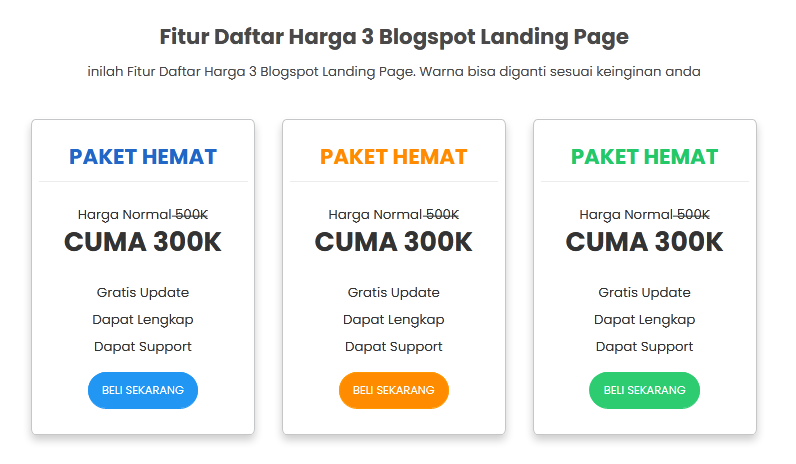 Fitur Daftar Harga 3 Blogspot Landing Page
inilah Fitur Daftar Harga 3 Blogspot Landing Page. Warna bisa diganti sesuai keinginan anda
PAKET HEMAT
Harga Normal 500K
CUMA 300K
Gratis Update
Dapat Lengkap
Dapat Support
BELI SEKARANG
PAKET HEMAT
Harga Normal 500K
CUMA 300K
Gratis Update
Dapat Lengkap
Dapat Support
BELI SEKARANG
PAKET HEMAT
Harga Normal 500K
CUMA 300K
Gratis Update
Dapat Lengkap
Dapat Support
BELI SEKARANG